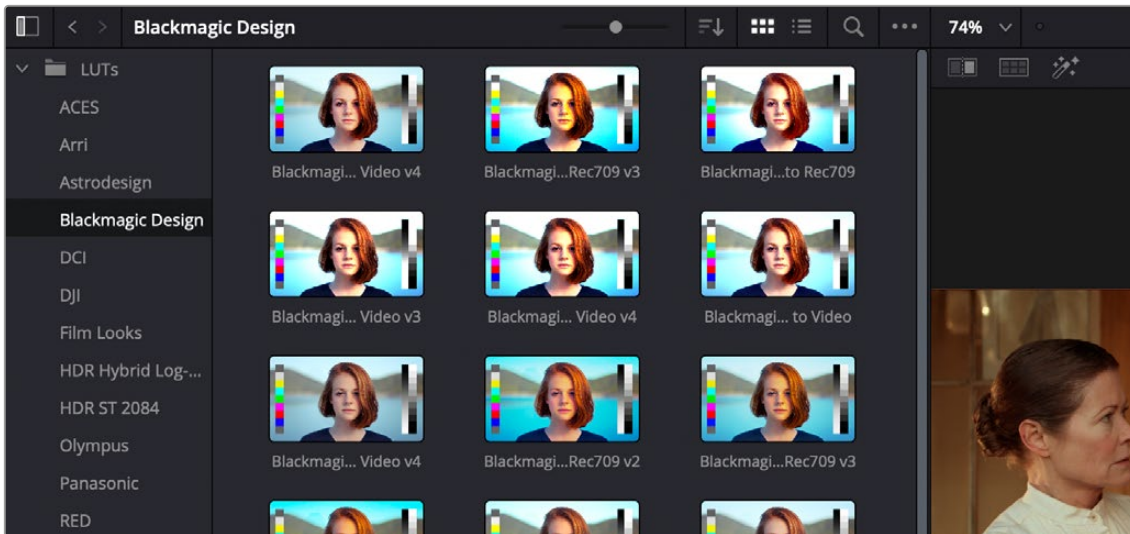 Blackmagic Design
74%
LUTs
ACES
Arri
Astrodesign
Blackmagic Design
DCI
DJI
Film Looks
HDR Hybrid Log-...
HDR ST 2084
Olympus
Panasonic
RED
Blackmagi... Video v4
Blackmagi...Rec709 v3
Blackmagi...to Rec709
Blackmagi... Video v3
Blackmagi... Video v4
Blackmagi... to Video
Blackmagi... Video v4
Blackmagi...Rec709 v2
Blackmagi...Rec709 v3